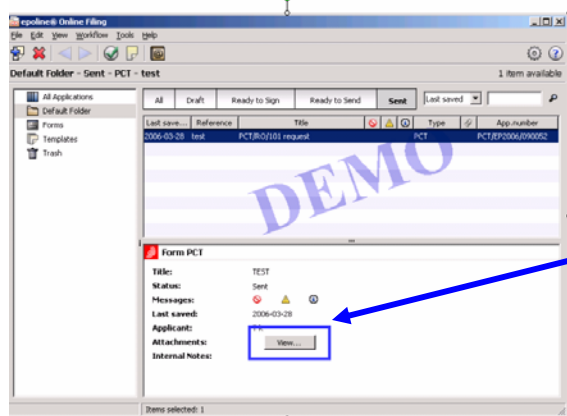 epoline® Online Filing
File Edit View Workflow Tools Help
Default Folder - Sent - PCT - test
1 item available
All Applications
Default Folder
Forms
Templates
Trash
All Draft Ready to Sign Ready to Send Sent Last saved
Last save... Reference Title Type App.number
2006-03-28 test PCT/RO/101 request PCT PCT/EP2006/090052
DEMO
Form PCT
Title: TEST
Status: Sent
Messages:
Last saved: 2006-03-28
Applicant:
Attachments: View...
Internal Notes:
Items selected: 1